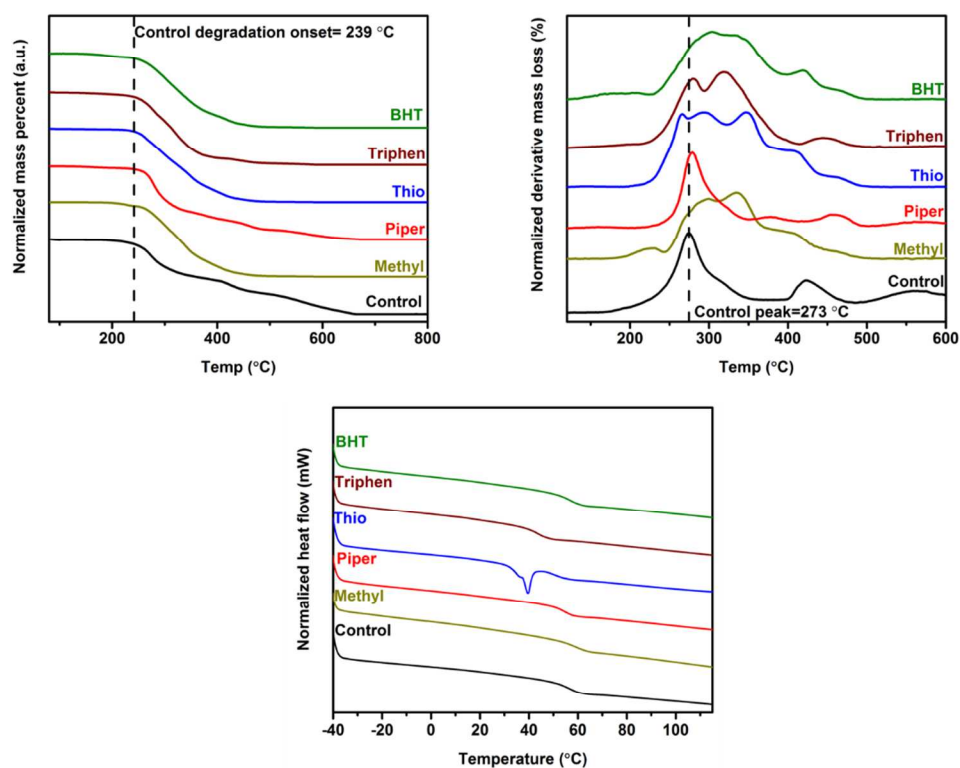 Normalized mass percent (a.u.)
Control degradation onset= 239 °C
BHT
Triphen
Thio
Piper
Methyl
Control
200 400 600 800
Temp (°C)
Normalized derivative mass loss (%)
BHT
Triphen
Thio
Piper
Methyl
Control
Control peak=273 °C
200 300 400 500 600
Temp (°C)
Normalized heat flow (mW)
BHT
Triphen
Thio
Piper
Methyl
Control
-40 -20 0 20 40 60 80 100
Temperature (°C)